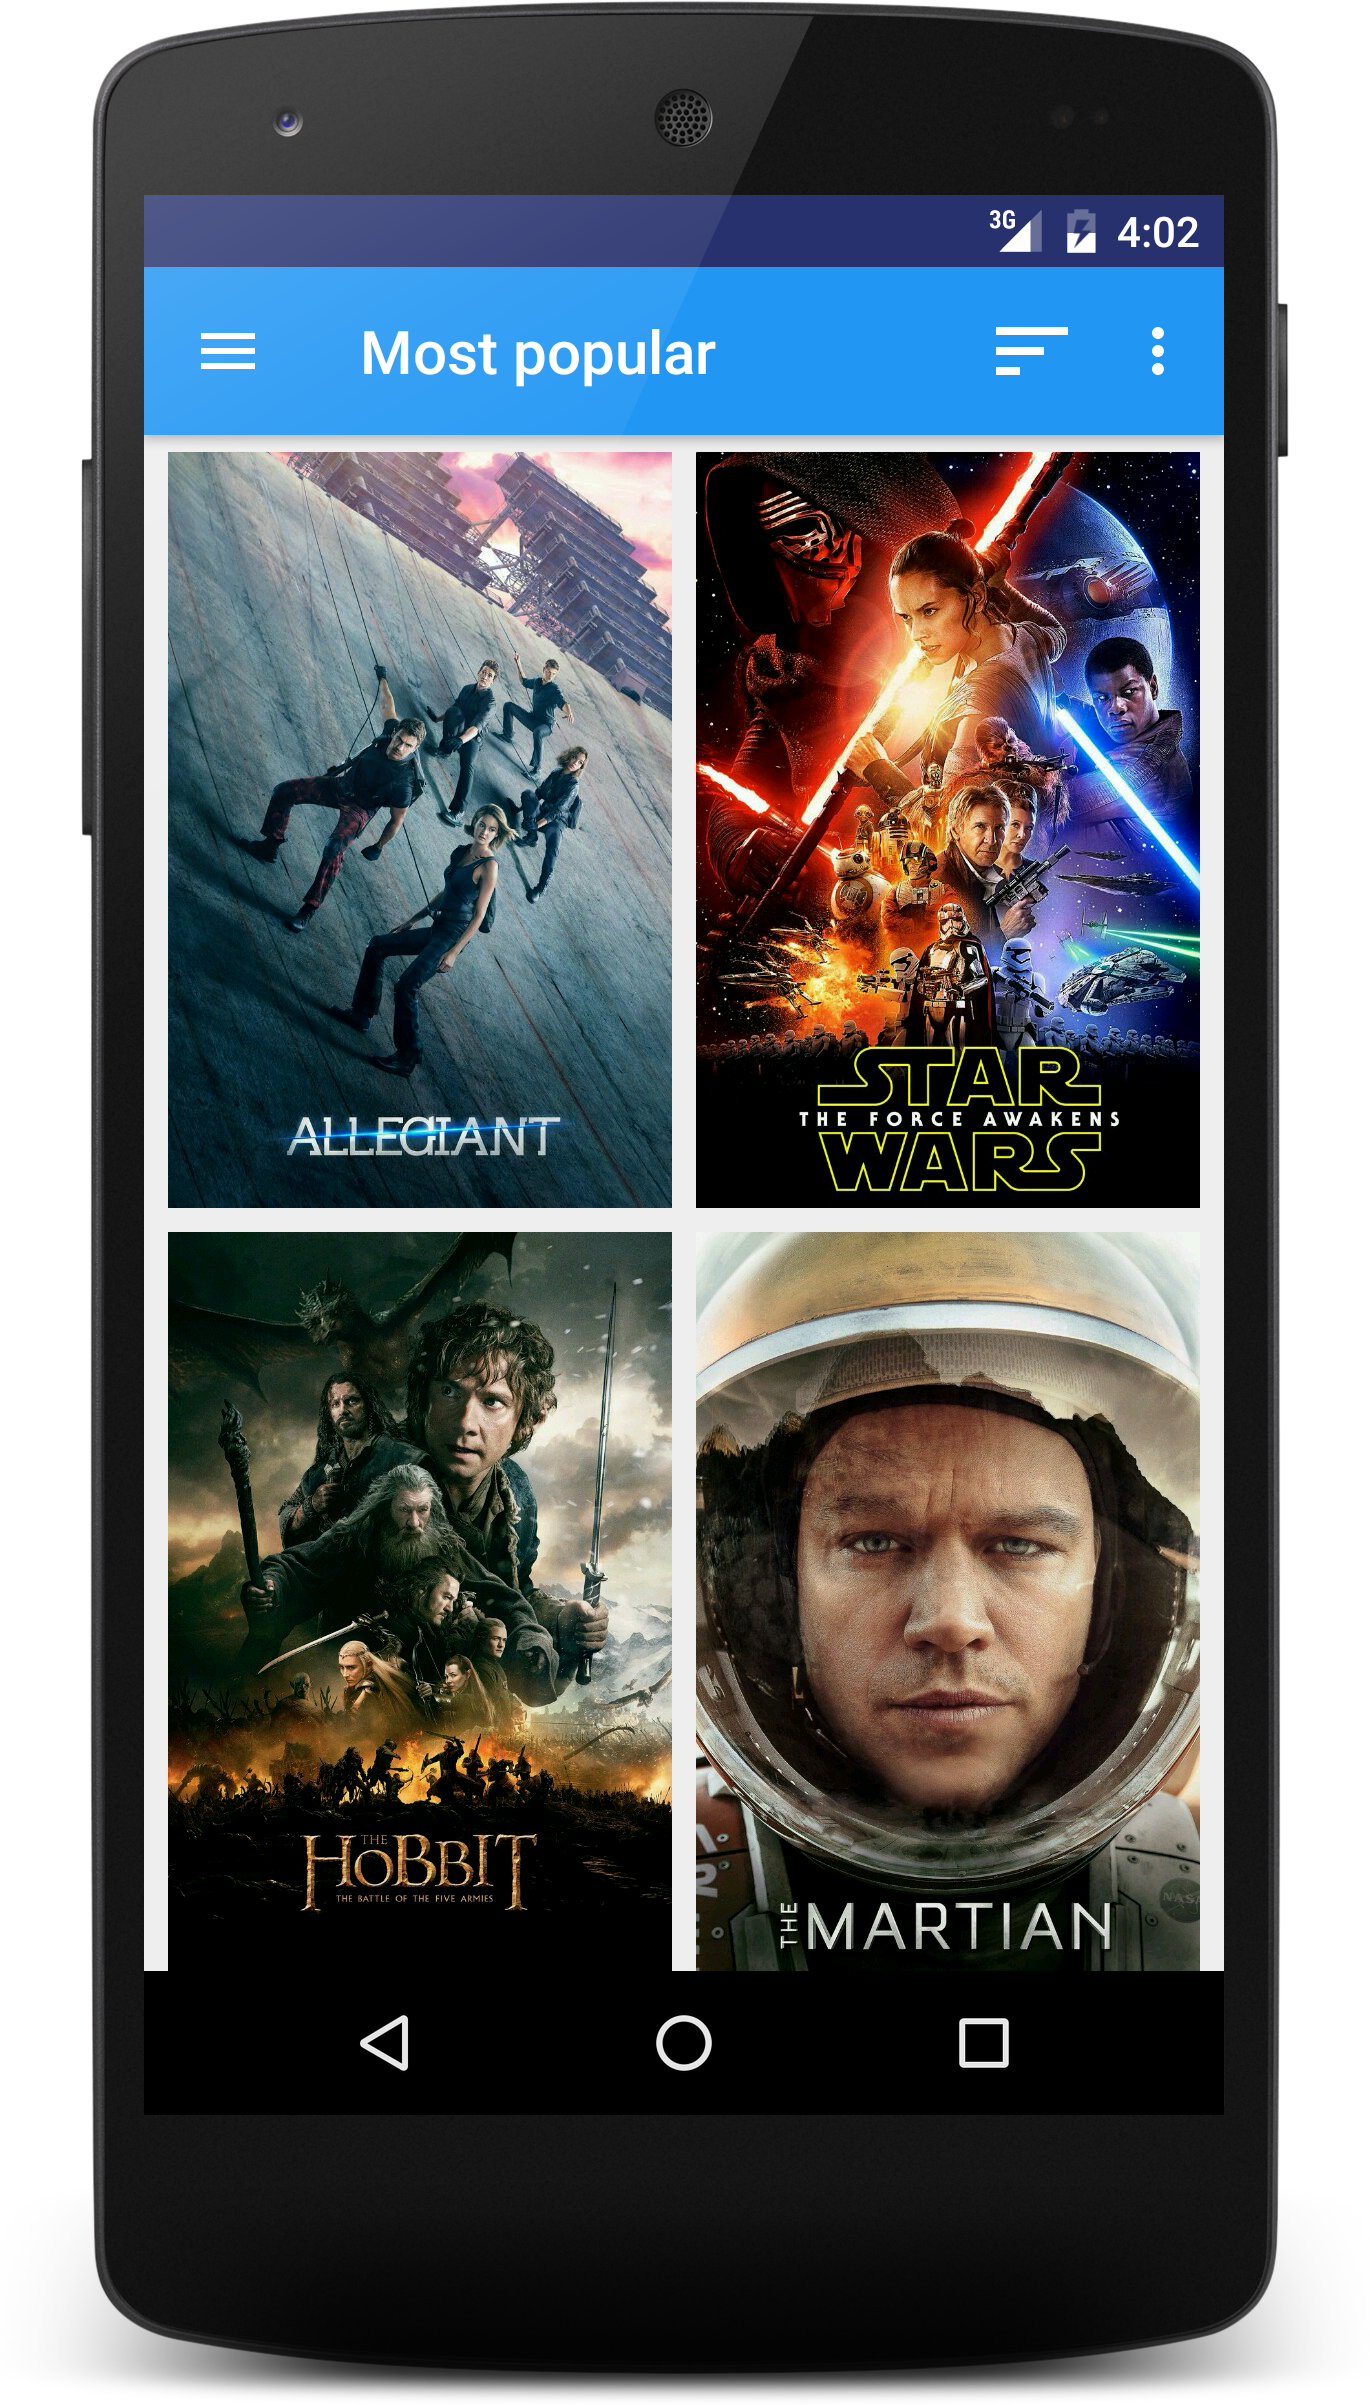 3G 4:02
Most popular
ALLEGIANT
STAR
THE FORCE AWAKENS
WARS
THE
HOBBIT
THE BATTLE OF THE FIVE ARMIES
THE MARTIAN
NASA